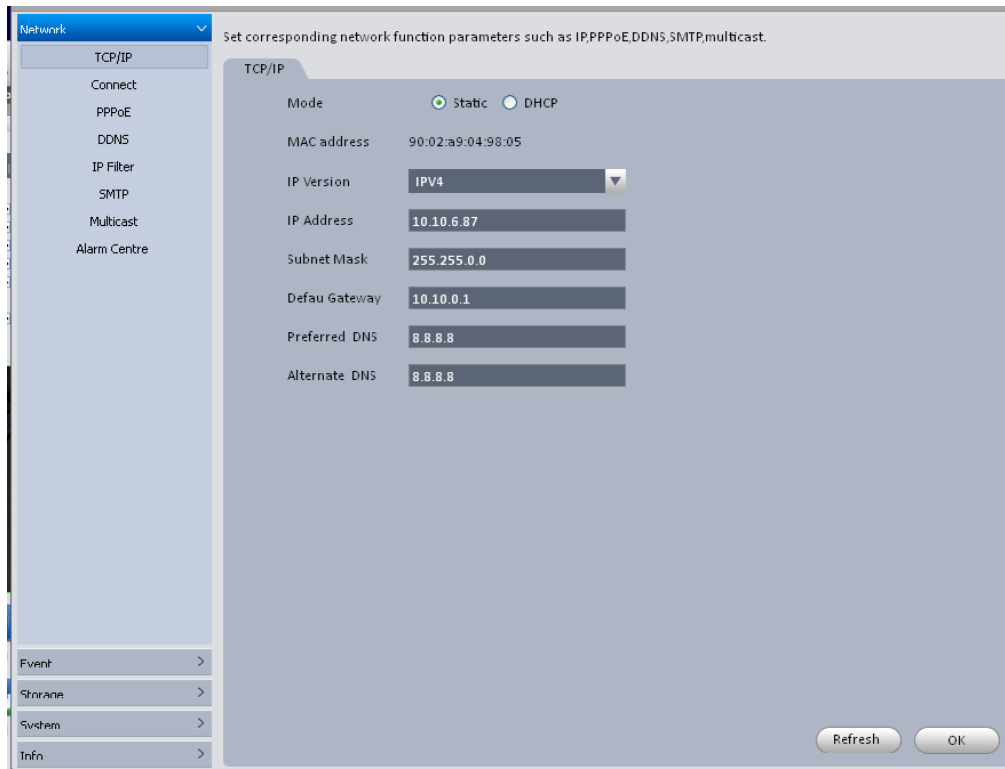 Network
TCP/IP
Connect
PPPoE
DDNS
IP Filter
SMTP
Multicast
Alarm Centre
Event
Storage
System
Info
Set corresponding network function parameters such as IP,PPPoE,DDNS,SMTP,multicast.
TCP/IP
Mode Static DHCP
MAC address 90:02:a9:04:98:05
IP Version IPV4
IP Address 10.10.6.87
Subnet Mask 255.255.0.0
Defau Gateway 10.10.0.1
Preferred DNS 8.8.8.8
Alternate DNS 8.8.8.8
Refresh OK